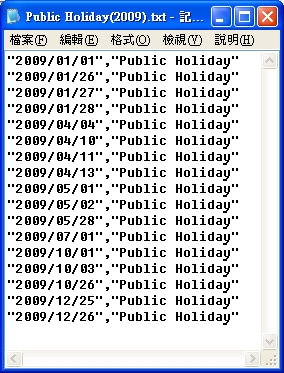 Public Holiday(2009).txt - 記...
檔案(F) 編輯(E) 格式(O) 檢視(V) 說明(H)
"2009/01/01","Public Holiday"
"2009/01/26","Public Holiday"
"2009/01/27","Public Holiday"
"2009/01/28","Public Holiday"
"2009/04/04","Public Holiday"
"2009/04/10","Public Holiday"
"2009/04/11","Public Holiday"
"2009/04/13","Public Holiday"
"2009/05/01","Public Holiday"
"2009/05/02","Public Holiday"
"2009/05/28","Public Holiday"
"2009/07/01","Public Holiday"
"2009/10/01","Public Holiday"
"2009/10/03","Public Holiday"
"2009/10/26","Public Holiday"
"2009/12/25","Public Holiday"
"2009/12/26","Public Holiday"